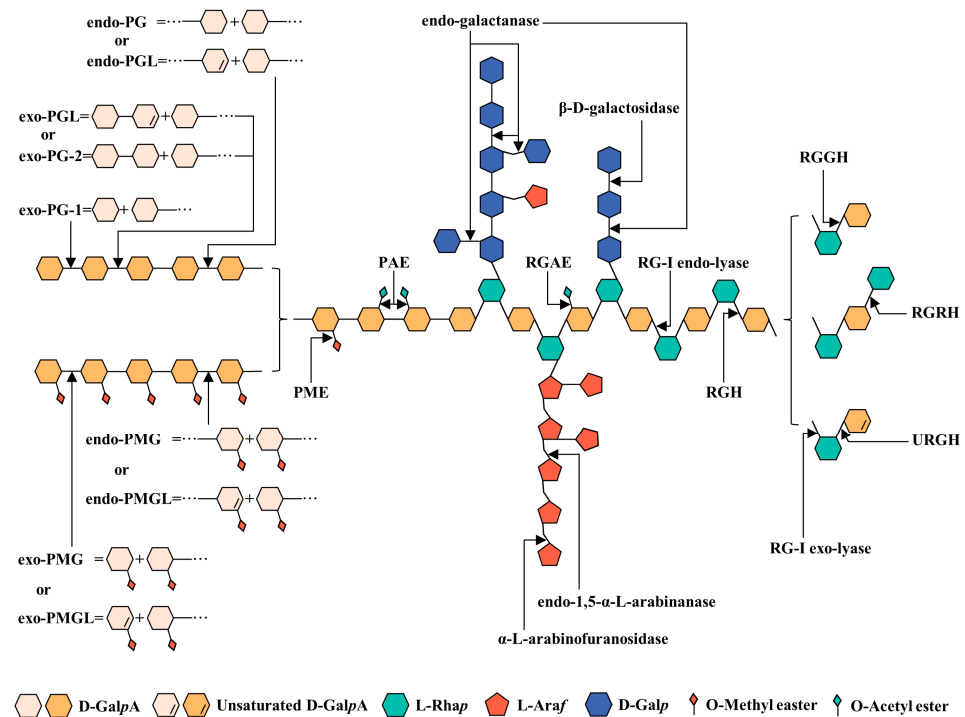 endo-PG =··· + ···
or
endo-PGL=··· + ···
exo-PGL= + ···
or
exo-PG-2= + ···
exo-PG-1= + ···
endo-galactanase
β-D-galactosidase
RGGH
PAE
RGAE
RG-I endo-lyase
RGRH
PME
RGH
URGH
endo-PMG =··· + ···
or
endo-PMGL=··· + ···
RG-I exo-lyase
exo-PMG = + ···
or
exo-PMGL= + ···
endo-1,5-α-L-arabinanase
α-L-arabinofuranosidase
D-GalpA Unsaturated D-GalpA L-Rhap L-Araf D-Galp O-Methyl easter O-Acetyl ester